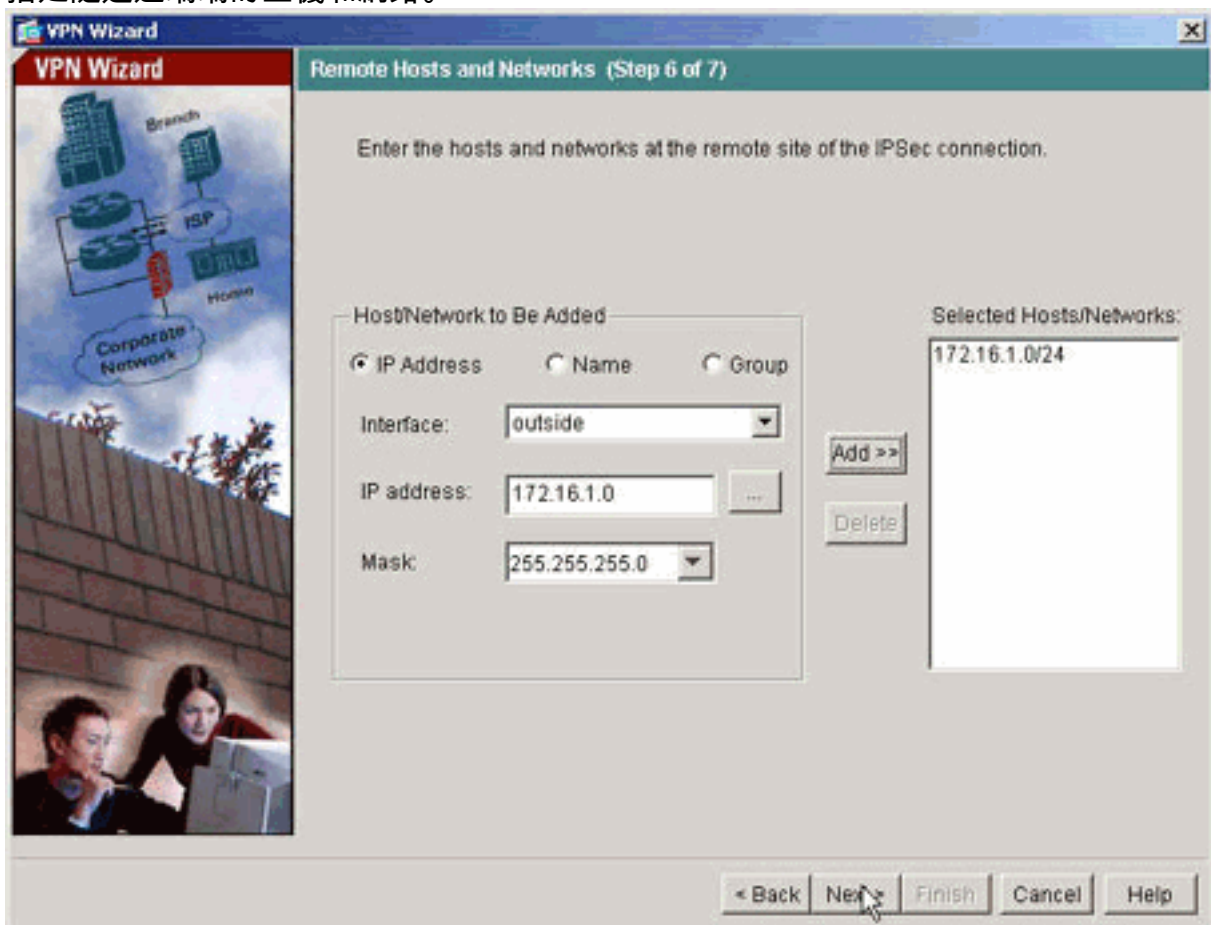 VPN Wizard
VPN Wizard
Remote Hosts and Networks (Step 6 of 7)
Branch
ISP
Home
Corporate
Network
Enter the hosts and networks at the remote site of the IPSec connection.
Host/Network to Be Added
IP Address Name Group
Interface: outside
IP address: 172.16.1.0 ...
Mask: 255.255.255.0
Add >>
Delete
Selected Hosts/Networks:
172.16.1.0/24
< Back Next > Finish Cancel Help